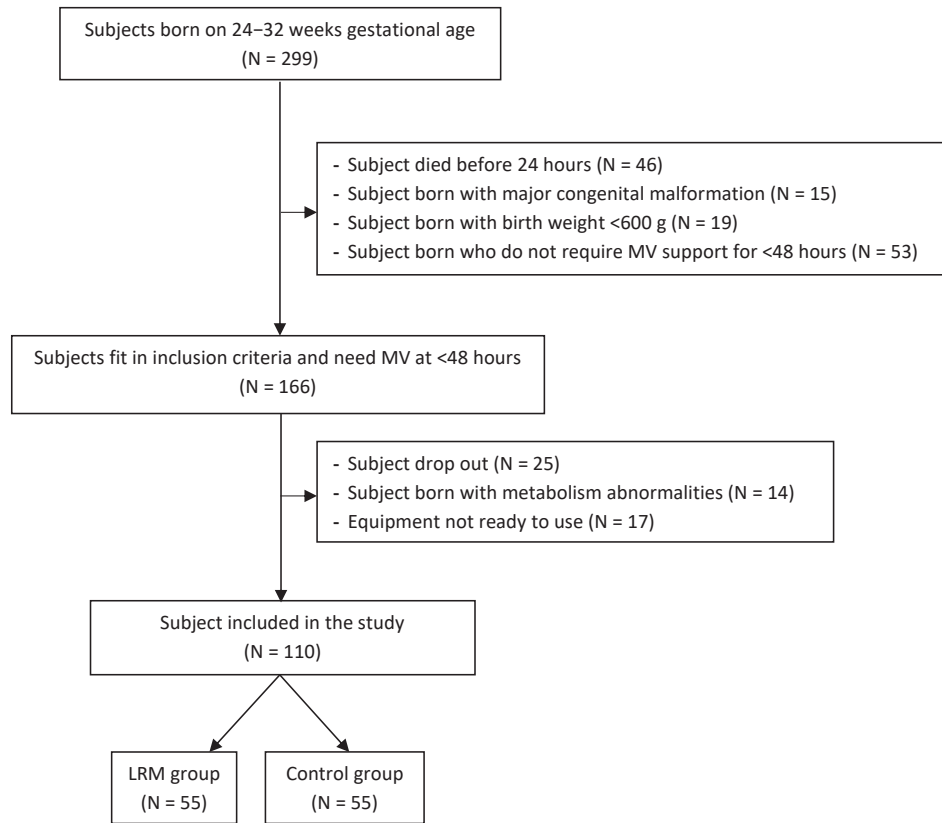 Subjects born on 24–32 weeks gestational age
(N = 299)
- Subject died before 24 hours (N = 46)
- Subject born with major congenital malformation (N = 15)
- Subject born with birth weight <600 g (N = 19)
- Subject born who do not require MV support for <48 hours (N = 53)
Subjects fit in inclusion criteria and need MV at <48 hours
(N = 166)
- Subject drop out (N = 25)
- Subject born with metabolism abnormalities (N = 14)
- Equipment not ready to use (N = 17)
Subject included in the study
(N = 110)
LRM group
(N = 55)
Control group
(N = 55)